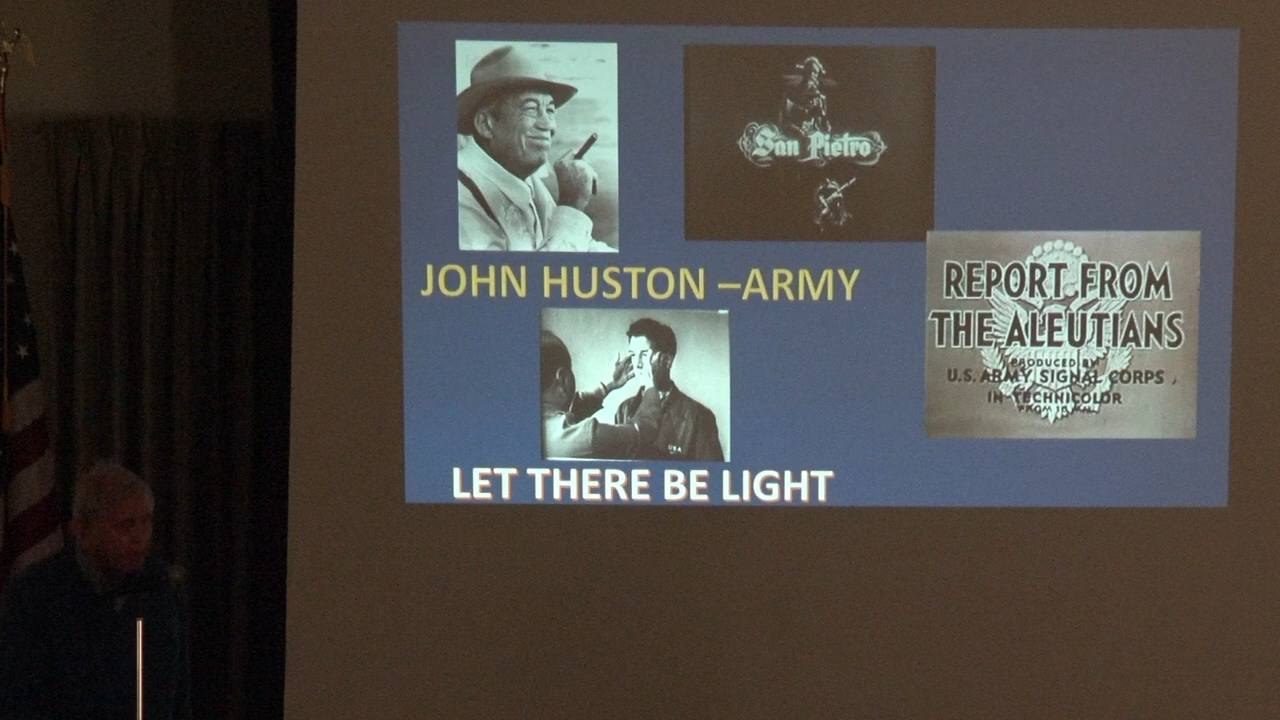 San Pietro
JOHN HUSTON –ARMY
REPORT FROM
THE ALEUTIANS
PRODUCED BY
U.S. ARMY SIGNAL CORPS
IN TECHNICOLOR
USA
LET THERE BE LIGHT